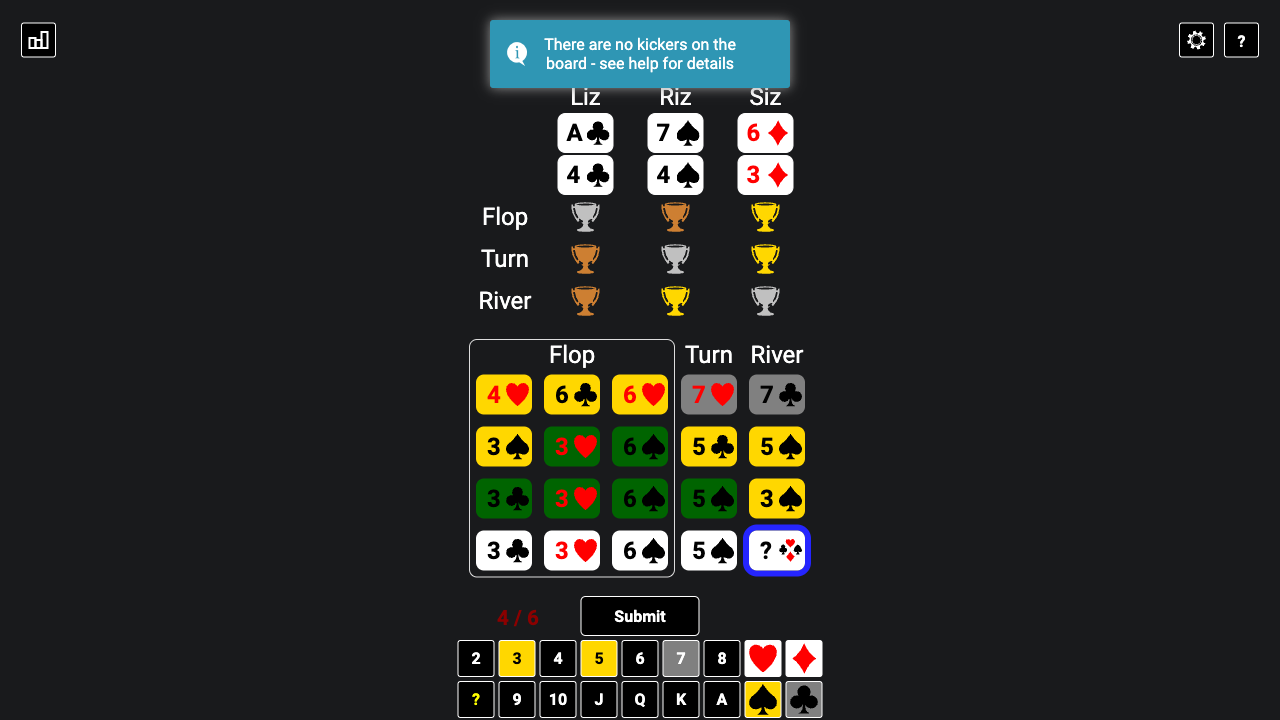 There are no kickers on the
board - see help for details
?
Liz Riz Siz
A 7 6
4 4 3
Flop
Turn
River
Flop Turn River
4 6 6 7 7
3 3 6 5 5
3 3 6 5 3
3 3 6 5 ?
4 / 6 Submit
2 3 4 5 6 7 8
? 9 10 J Q K A